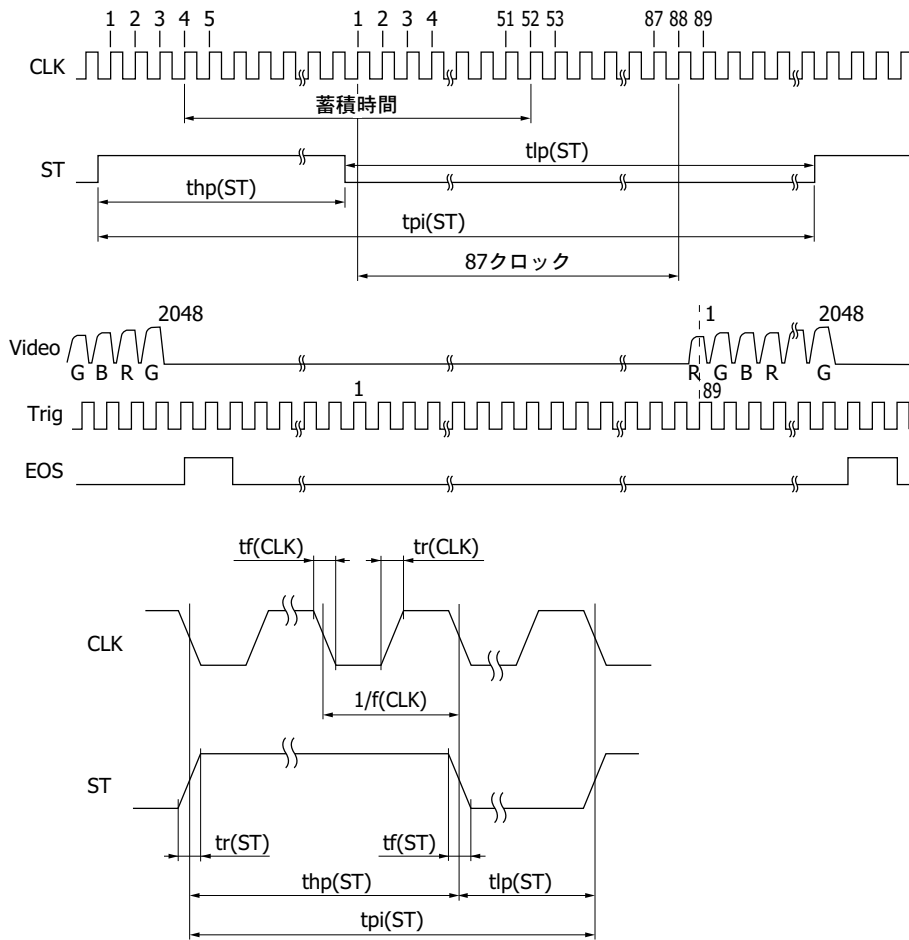 1 2 3 4 5 1 2 3 4 51 52 53 87 88 89
CLK
蓄積時間
ST
tlp(ST)
thp(ST)
tpi(ST)
87クロック
2048 1 2048
Video
G B R G R G B R G
1 89
Trig
EOS
tf(CLK) tr(CLK)
CLK
1/f(CLK)
ST
tr(ST) tf(ST)
thp(ST) tlp(ST)
tpi(ST)